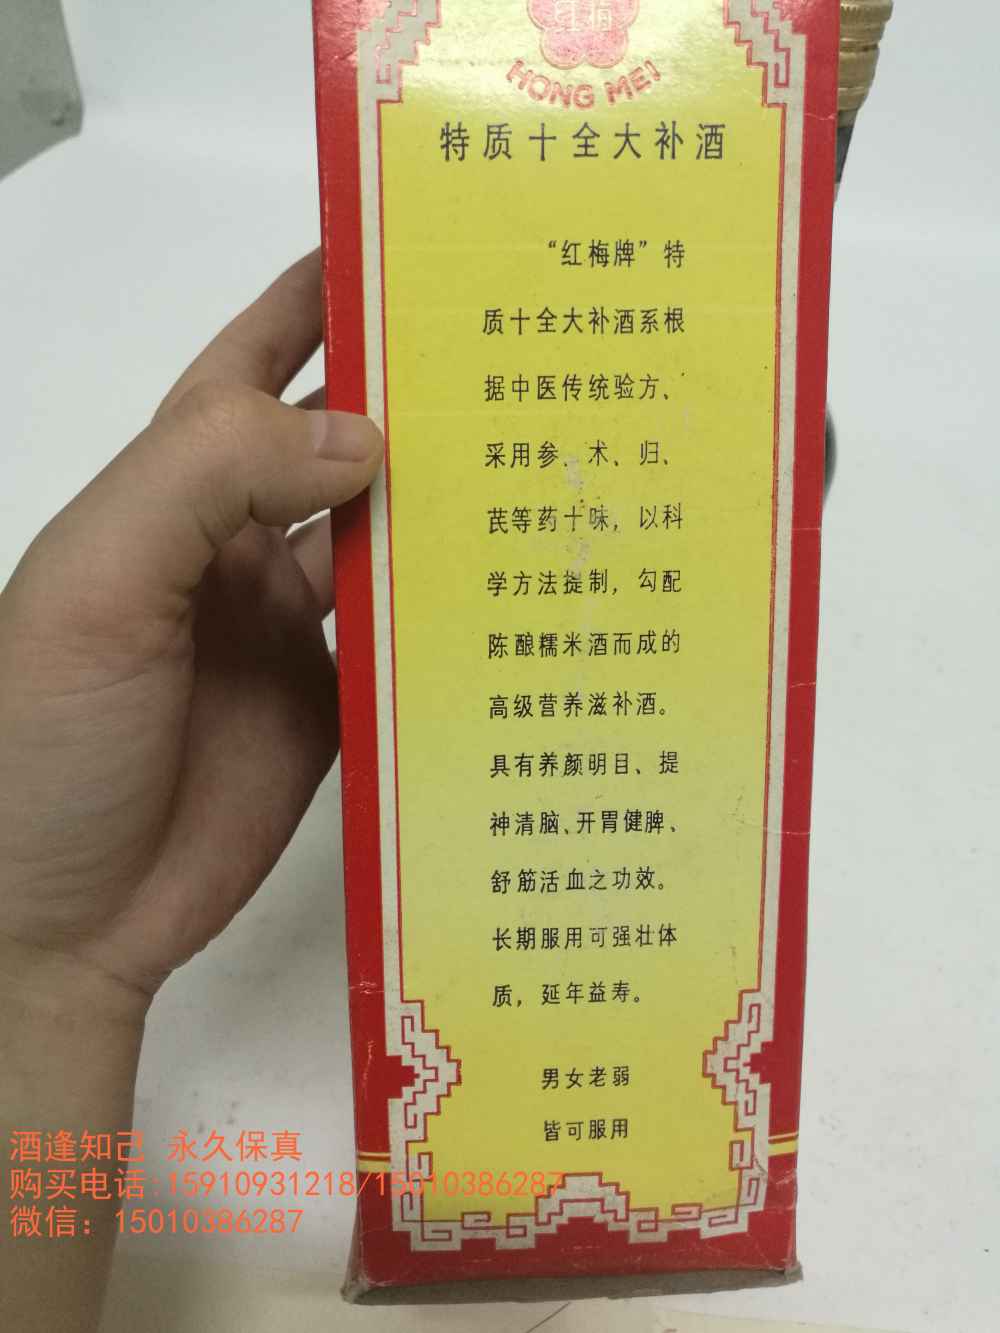 红梅
HONG MEI
特质十全大补酒
“红梅牌”特
质十全大补酒系根
据中医传统验方、
采用参、术、归、
芪等药十味，以科
学方法提制，勾配
陈酿糯米酒而成的
高级营养滋补酒。
具有养颜明目、提
神清脑、开胃健脾、
舒筋活血之功效。
长期服用可强壮体
质，延年益寿。
男女老弱
皆可服用
酒逢知己 永久保真
购买电话:15910931218/15010386287
微信：15010386287